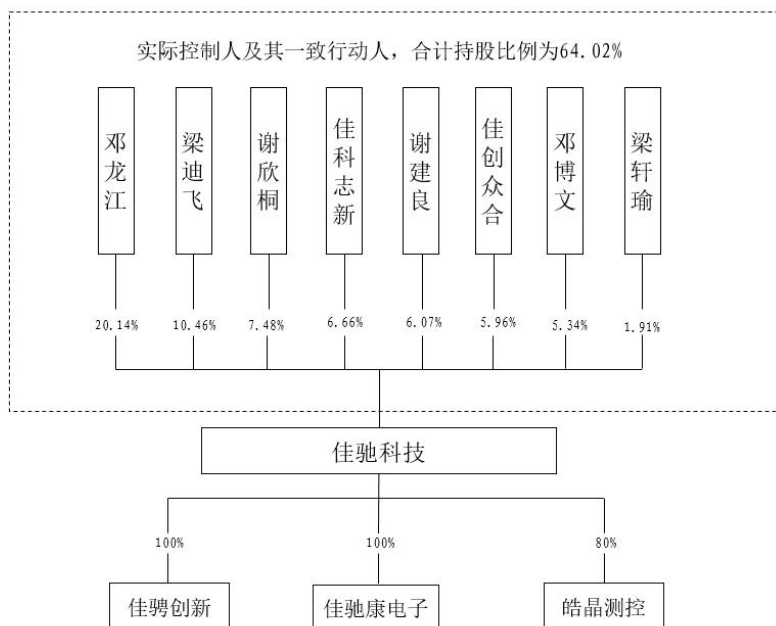 实际控制人及其一致行动人，合计持股比例为64.02%
邓龙江
梁迪飞
谢欣桐
佳科志新
谢建良
佳创众合
邓博文
梁轩瑜
20.14%
10.46%
7.48%
6.66%
6.07%
5.96%
5.34%
1.91%
佳驰科技
100%
100%
80%
佳骋创新
佳驰康电子
皓晶测控